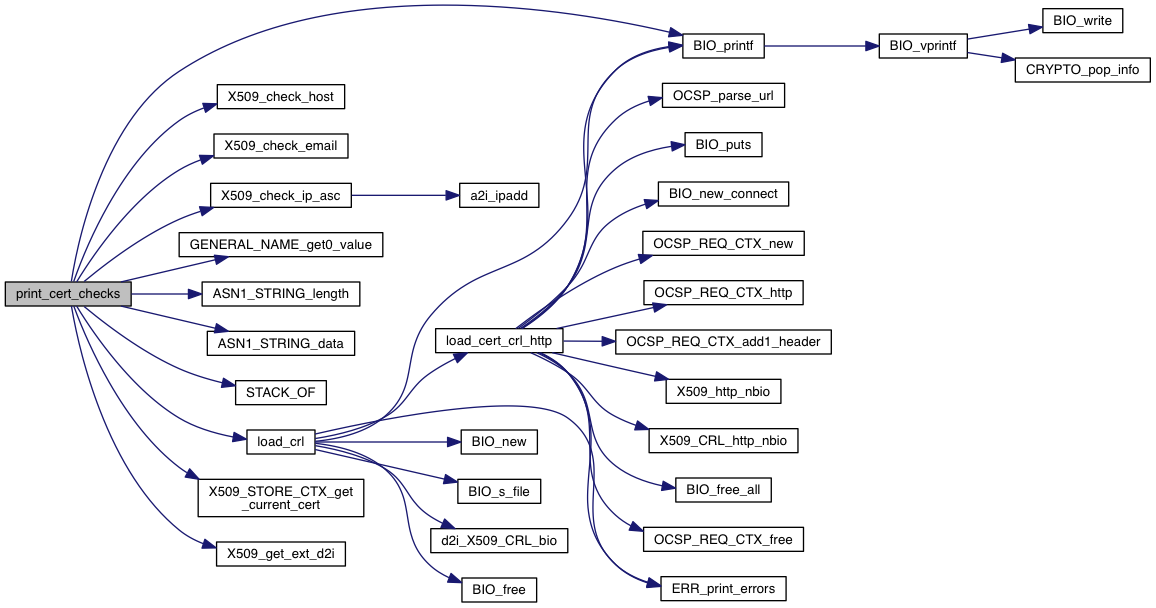 print_cert_checks
BIO_printf
BIO_vprintf
BIO_write
CRYPTO_pop_info
X509_check_host
X509_check_email
X509_check_ip_asc
a2i_ipadd
GENERAL_NAME_get0_value
ASN1_STRING_length
ASN1_STRING_data
STACK_OF
load_crl
X509_STORE_CTX_get
_current_cert
X509_get_ext_d2i
load_cert_crl_http
BIO_new
BIO_s_file
d2i_X509_CRL_bio
BIO_free
OCSP_parse_url
BIO_puts
BIO_new_connect
OCSP_REQ_CTX_new
OCSP_REQ_CTX_http
OCSP_REQ_CTX_add1_header
X509_http_nbio
X509_CRL_http_nbio
BIO_free_all
OCSP_REQ_CTX_free
ERR_print_errors